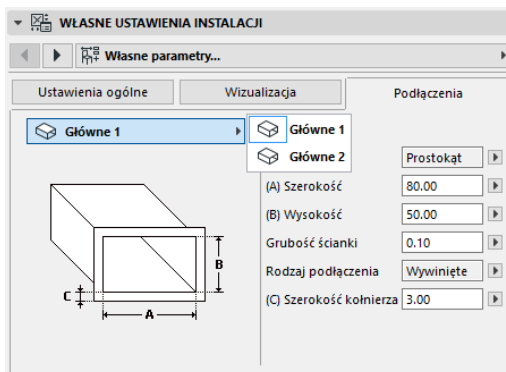 WŁASNE USTAWIENIA INSTALACJI
Własne parametry...
Ustawienia ogólne Wizualizacja Podłączenia
Główne 1 Główne 1
Główne 2
Prostokąt
(A) Szerokość 80.00
(B) Wysokość 50.00
Grubość ścianki 0.10
Rodzaj podłączenia Wywinięte
(C) Szerokość kołnierza 3.00
B
C
A